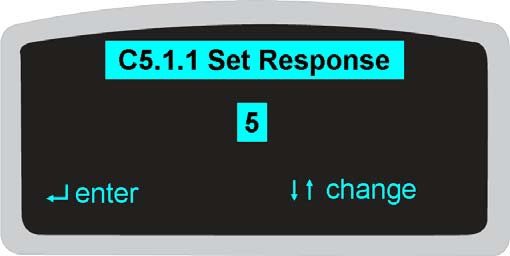 C5.1.1 Set Response
5
↵ enter ↓↑ change